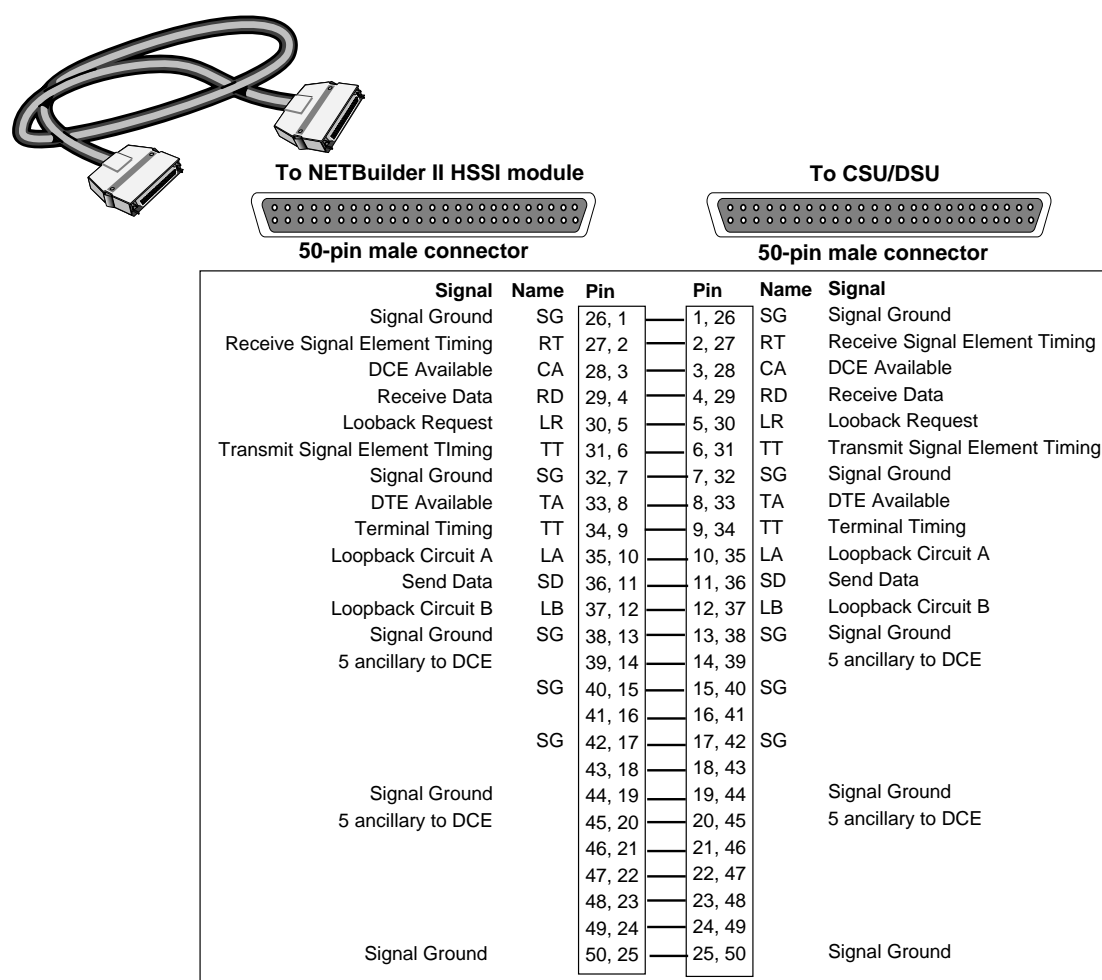 To NETBuilder II HSSI module To CSU/DSU
50-pin male connector 50-pin male connector
Signal Name Pin Pin Name Signal
Signal Ground SG 26, 1 1, 26 SG Signal Ground
Receive Signal Element Timing RT 27, 2 2, 27 RT Receive Signal Element Timing
DCE Available CA 28, 3 3, 28 CA DCE Available
Receive Data RD 29, 4 4, 29 RD Receive Data
Looback Request LR 30, 5 5, 30 LR Looback Request
Transmit Signal Element TIming TT 31, 6 6, 31 TT Transmit Signal Element Timing
Signal Ground SG 32, 7 7, 32 SG Signal Ground
DTE Available TA 33, 8 8, 33 TA DTE Available
Terminal Timing TT 34, 9 9, 34 TT Terminal Timing
Loopback Circuit A LA 35, 10 10, 35 LA Loopback Circuit A
Send Data SD 36, 11 11, 36 SD Send Data
Loopback Circuit B LB 37, 12 12, 37 LB Loopback Circuit B
Signal Ground SG 38, 13 13, 38 SG Signal Ground
5 ancillary to DCE 39, 14 14, 39 5 ancillary to DCE
SG 40, 15 15, 40 SG
41, 16 16, 41
SG 42, 17 17, 42 SG
43, 18 18, 43
Signal Ground 44, 19 19, 44 Signal Ground
5 ancillary to DCE 45, 20 20, 45 5 ancillary to DCE
46, 21 21, 46
47, 22 22, 47
48, 23 23, 48
49, 24 24, 49
Signal Ground 50, 25 25, 50 Signal Ground